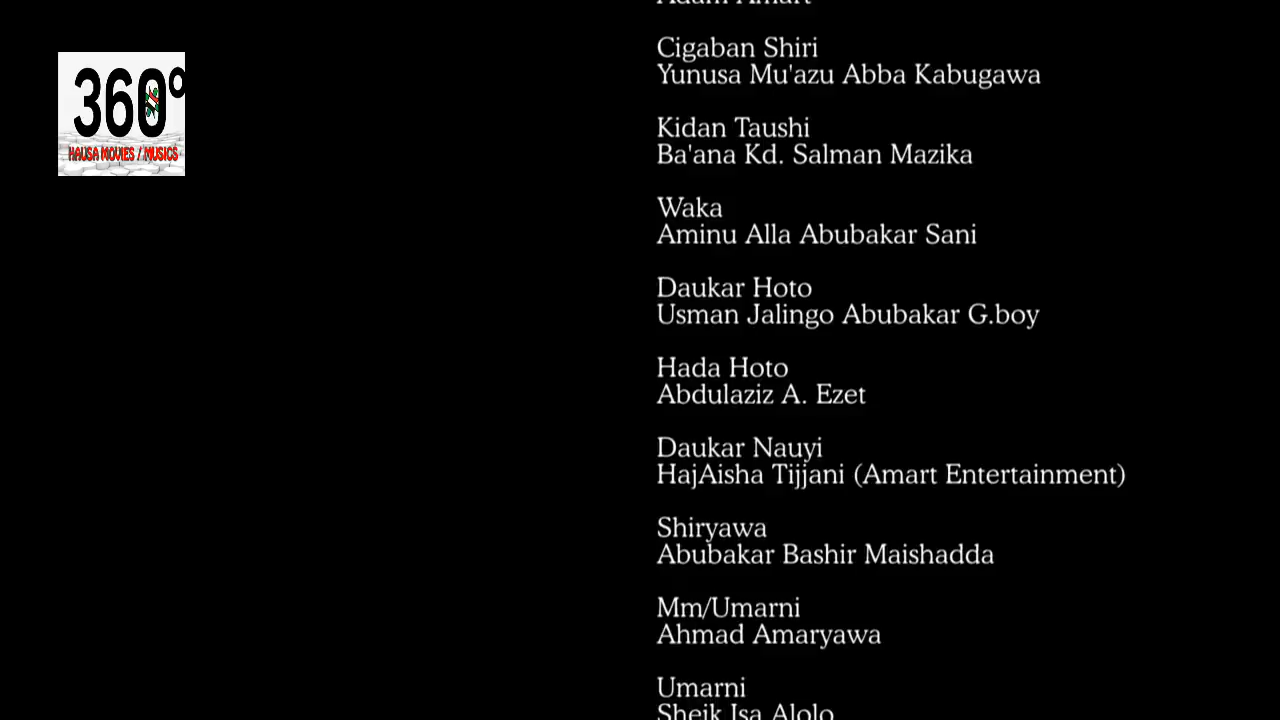 Adam Amart
Cigaban Shiri
Yunusa Mu'azu Abba Kabugawa
Kidan Taushi
Ba'ana Kd. Salman Mazika
Waka
Aminu Alla Abubakar Sani
Daukar Hoto
Usman Jalingo Abubakar G.boy
Hada Hoto
Abdulaziz A. Ezet
Daukar Nauyi
HajAisha Tijjani (Amart Entertainment)
Shiryawa
Abubakar Bashir Maishadda
Mm/Umarni
Ahmad Amaryawa
Umarni
Sheik Isa Alolo
360°
HAUSA MOVIES / MUSICS